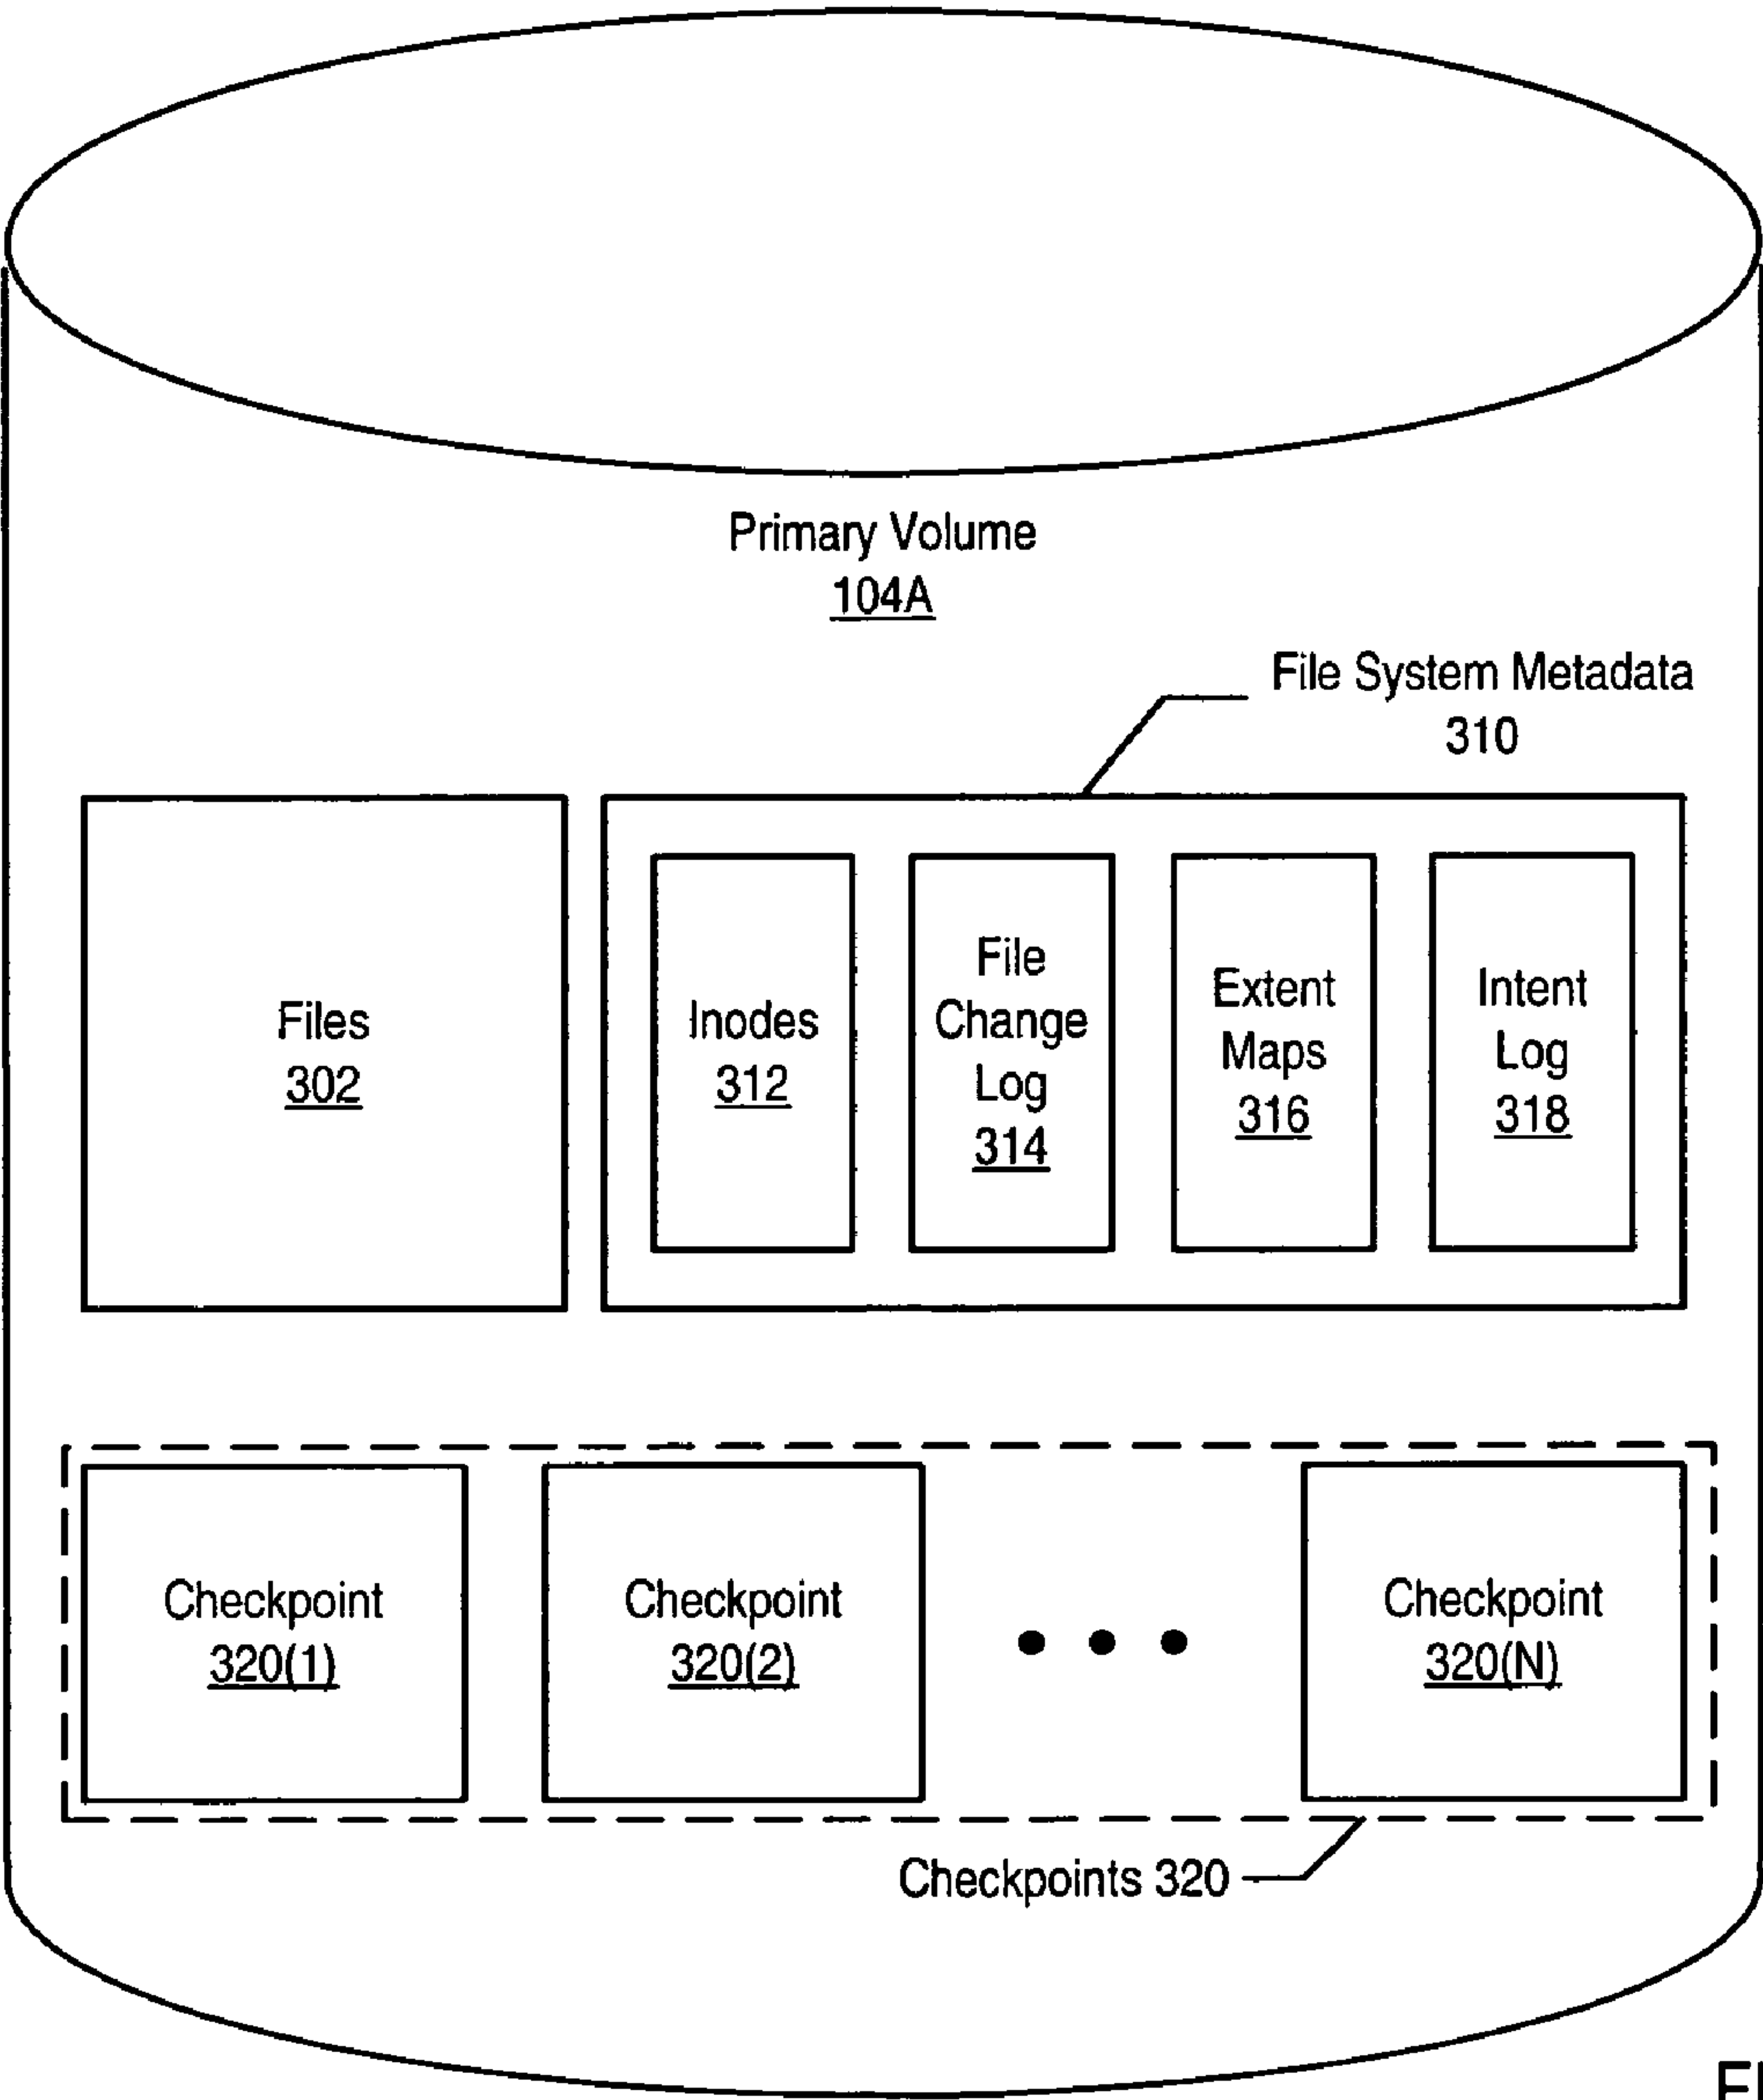 Primary Volume
104A
File System Metadata
310
Files
302
Inodes
312
File
Change
Log
314
Extent
Maps
316
Intent
Log
318
Checkpoint
320(1)
Checkpoint
320(2)
Checkpoint
320(N)
Checkpoints 320